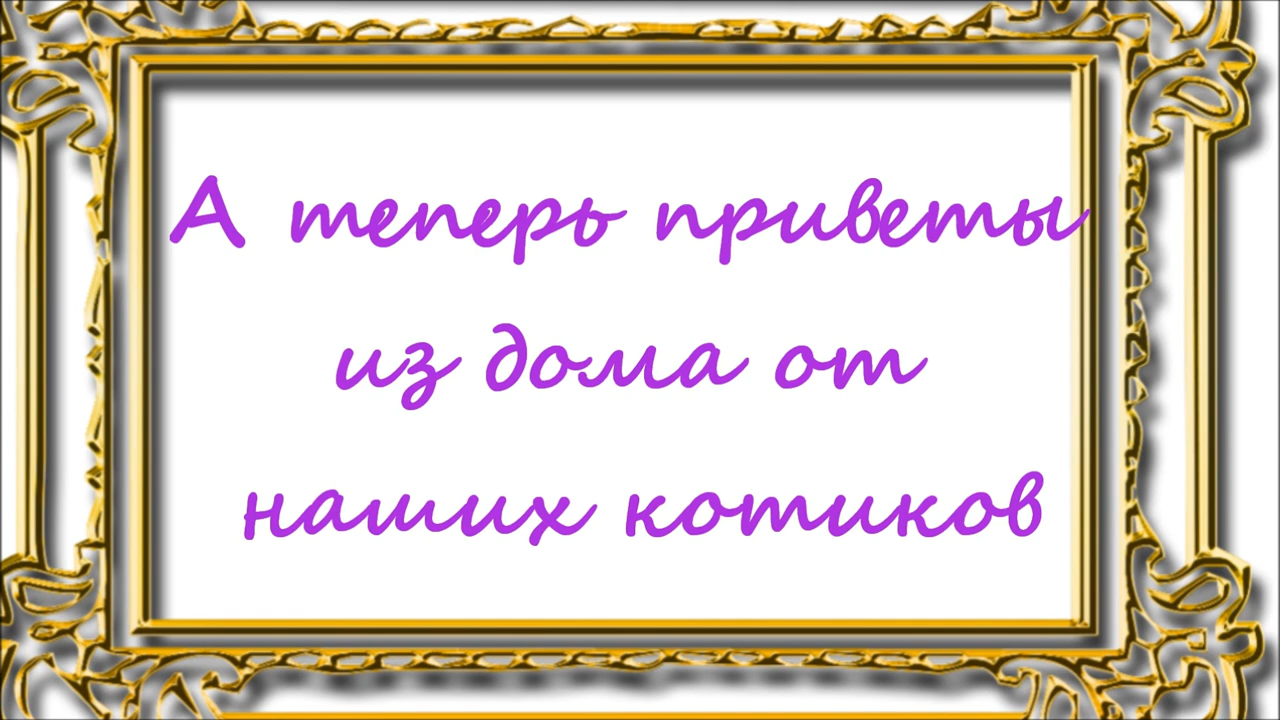 А теперь приветы
из дома от
наших котиков